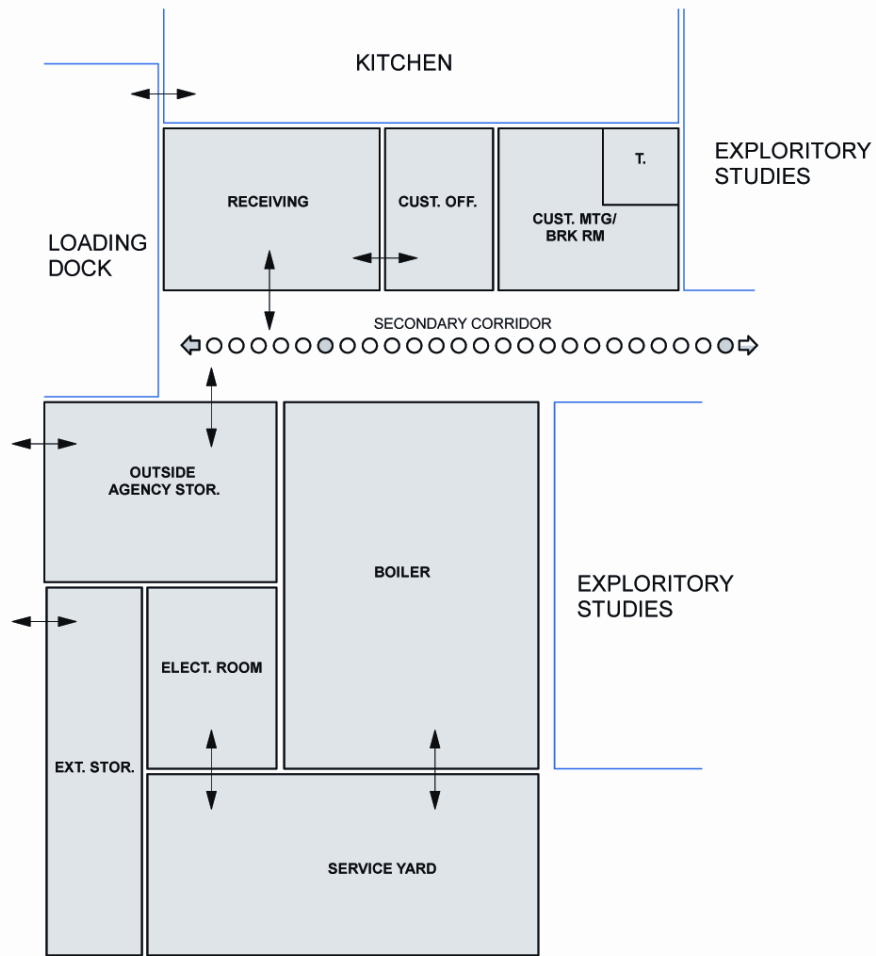 KITCHEN
T.
EXPLORITORY
STUDIES
RECEIVING
CUST. OFF.
CUST. MTG/
BRK RM
LOADING
DOCK
SECONDARY CORRIDOR
OUTSIDE
AGENCY STOR.
BOILER
EXPLORITORY
STUDIES
ELECT. ROOM
EXT. STOR.
SERVICE YARD